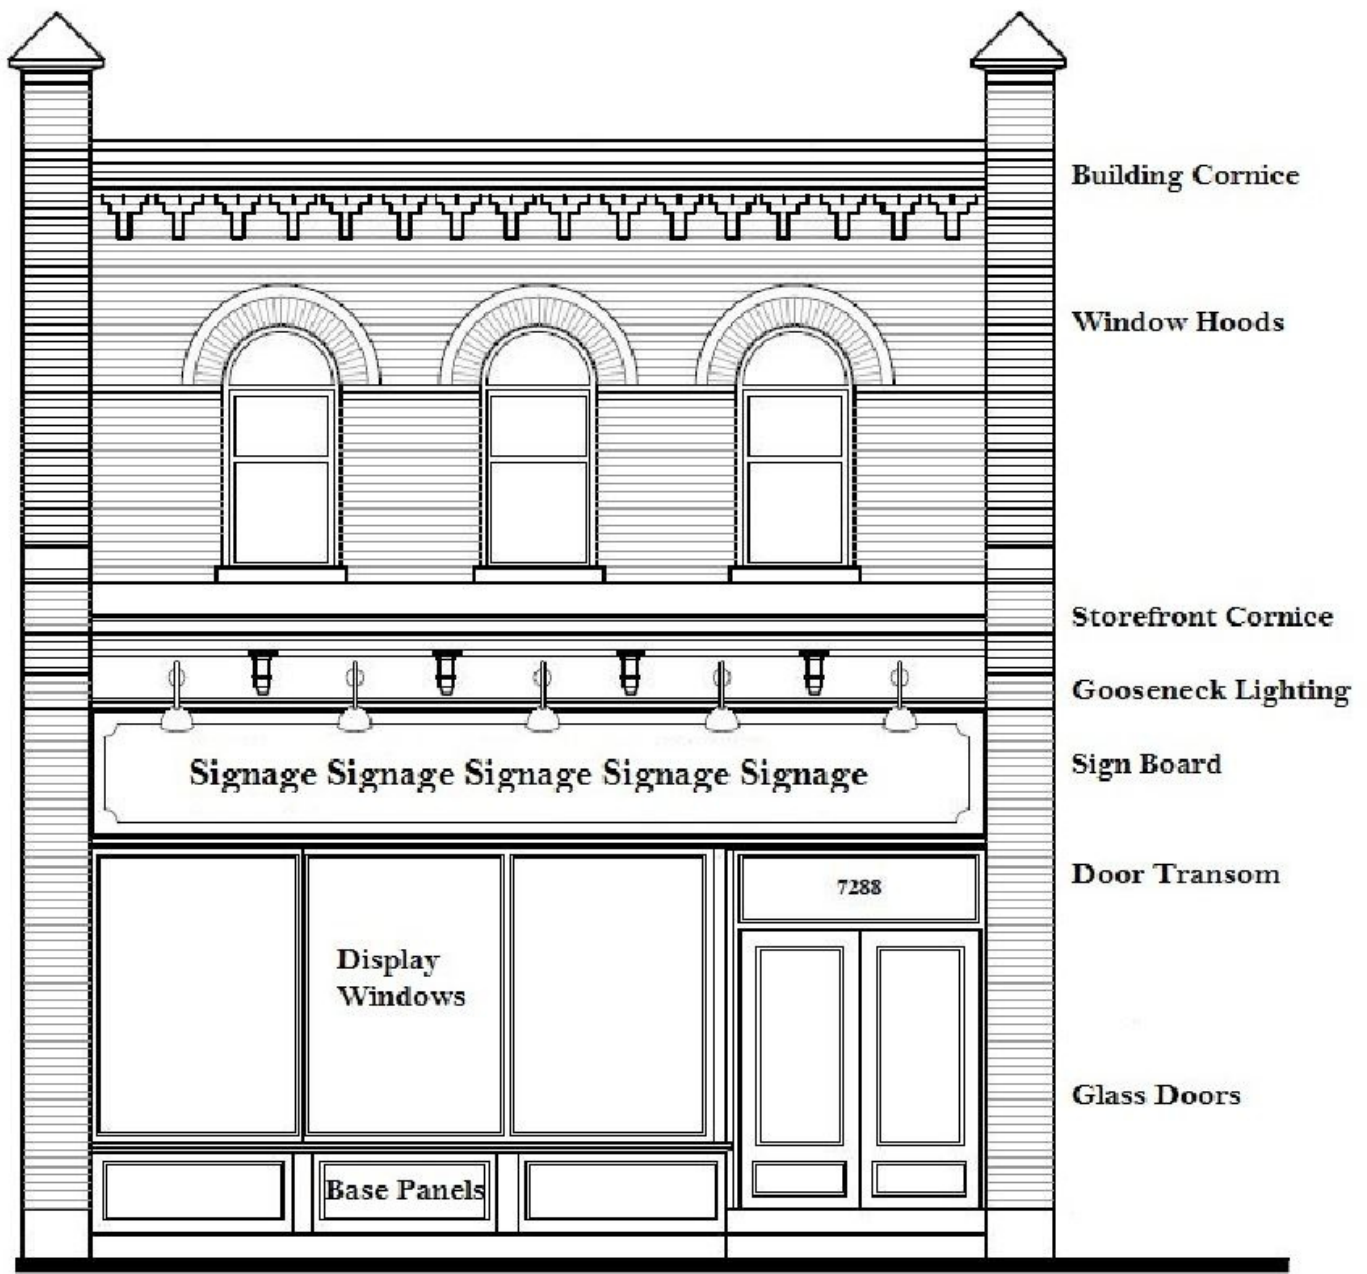 Building Cornice
Window Hoods
Storefront Cornice
Gooseneck Lighting
Signage Signage Signage Signage Signage
Sign Board
Door Transom
7288
Display
Windows
Glass Doors
Base Panels